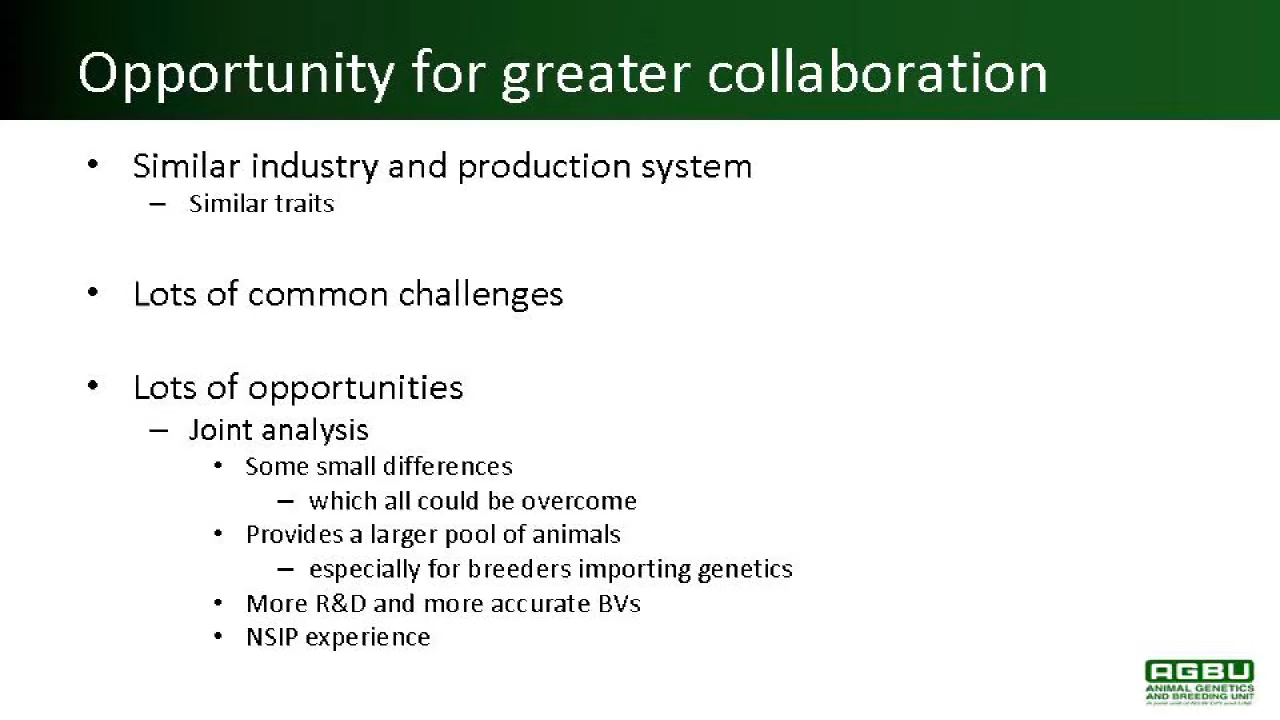 Opportunity for greater collaboration
• Similar industry and production system
– Similar traits
• Lots of common challenges
• Lots of opportunities
– Joint analysis
• Some small differences
– which all could be overcome
• Provides a larger pool of animals
– especially for breeders importing genetics
• More R&D and more accurate BVs
• NSIP experience
AGBU
ANIMAL GENETICS
AND BREEDING UNIT